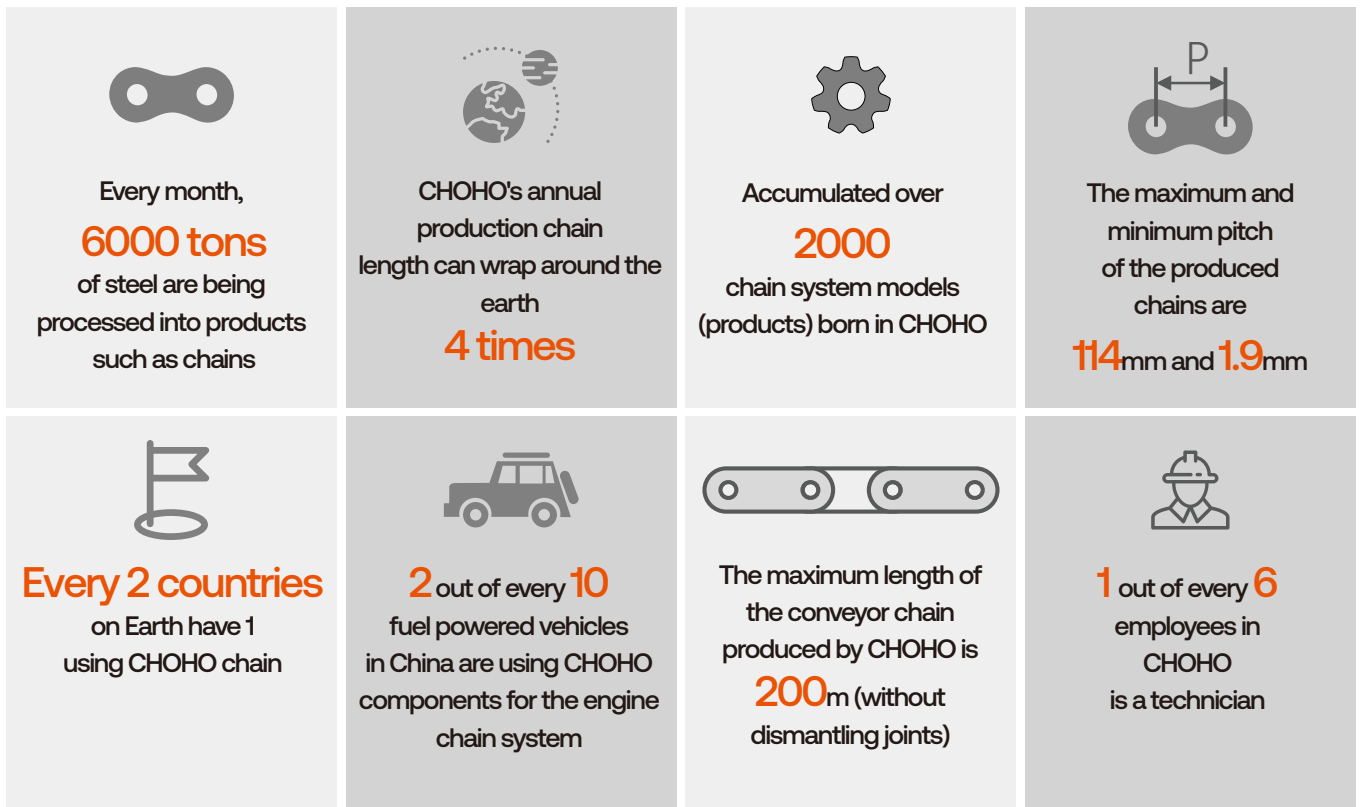 Every month,
6000 tons
of steel are being
processed into products
such as chains
CHOHO's annual
production chain
length can wrap around the
earth
4 times
Accumulated over
2000
chain system models
(products) born in CHOHO
P
The maximum and
minimum pitch
of the produced
chains are
114mm and 1.9mm
Every 2 countries
on Earth have 1
using CHOHO chain
2 out of every 10
fuel powered vehicles
in China are using CHOHO
components for the engine
chain system
The maximum length of
the conveyor chain
produced by CHOHO is
200m (without
dismantling joints)
1 out of every 6
employees in
CHOHO
is a technician